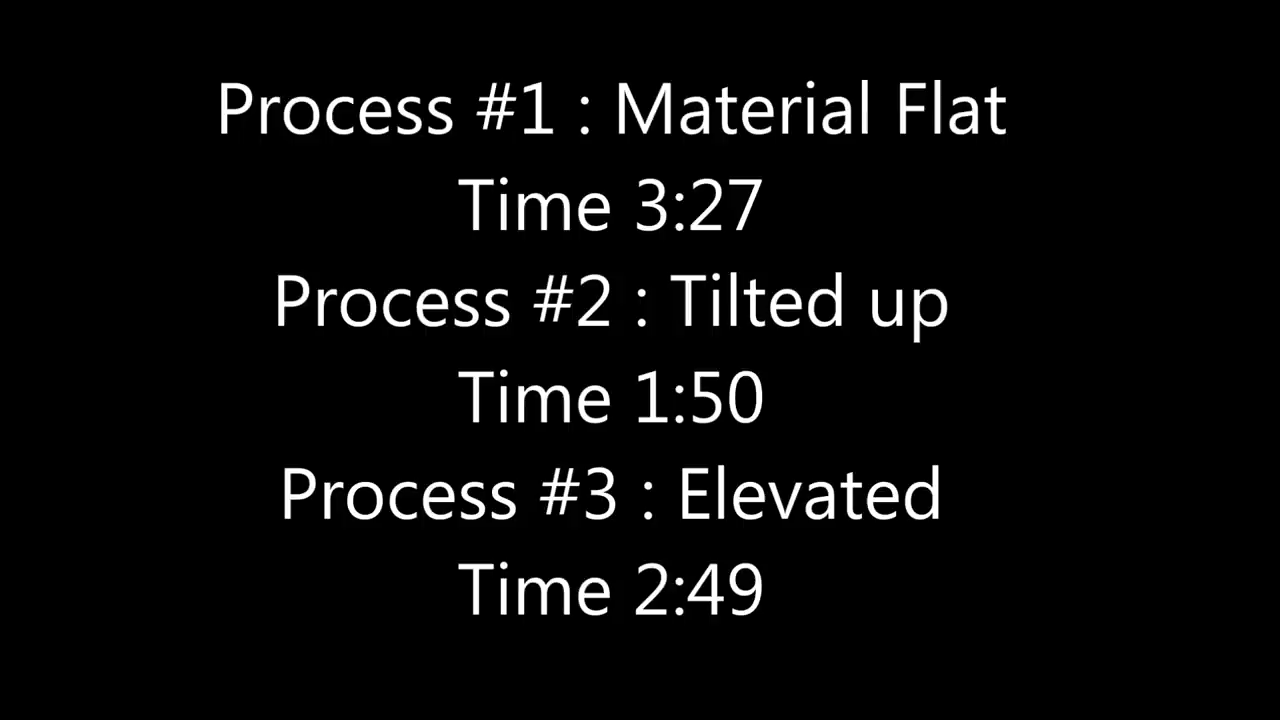 Process #1 : Material Flat
Time 3:27
Process #2 : Tilted up
Time 1:50
Process #3 : Elevated
Time 2:49